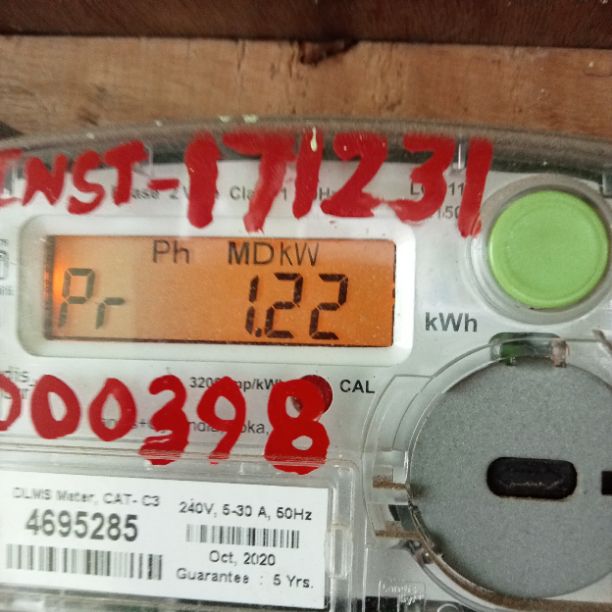 INST-171231
Ph MDkW
Pr 1.22
kWh
CAL
000398
DLMS Meter, CAT- C3
4695285
240V, 5-30 A, 50Hz
Oct, 2020
Guarantee : 5 Yrs.